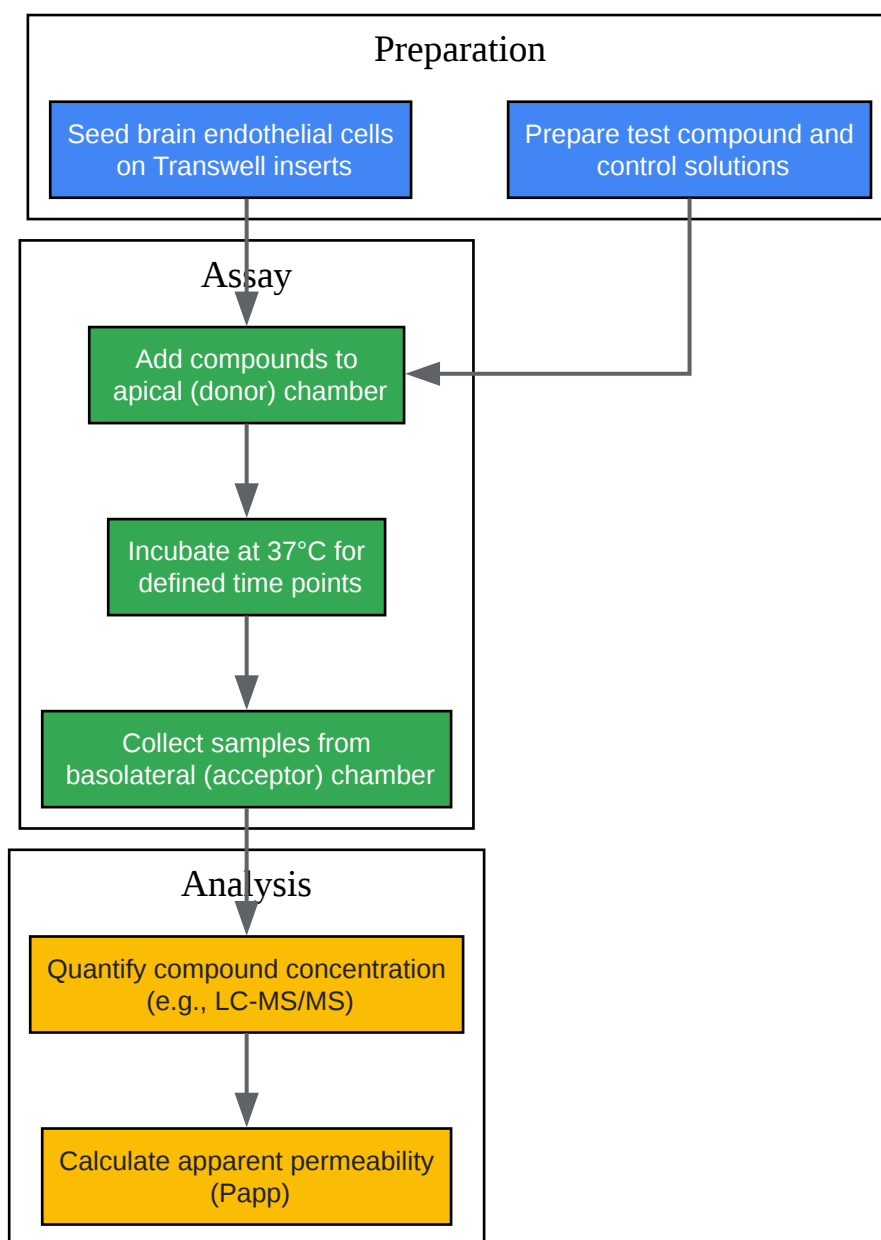 Preparation
Seed brain endothelial cells
on Transwell inserts
Prepare test compound and
control solutions
Assay
Add compounds to
apical (donor) chamber
Incubate at 37°C for
defined time points
Collect samples from
basolateral (acceptor) chamber
Analysis
Quantify compound concentration
(e.g., LC-MS/MS)
Calculate apparent permeability
(Papp)